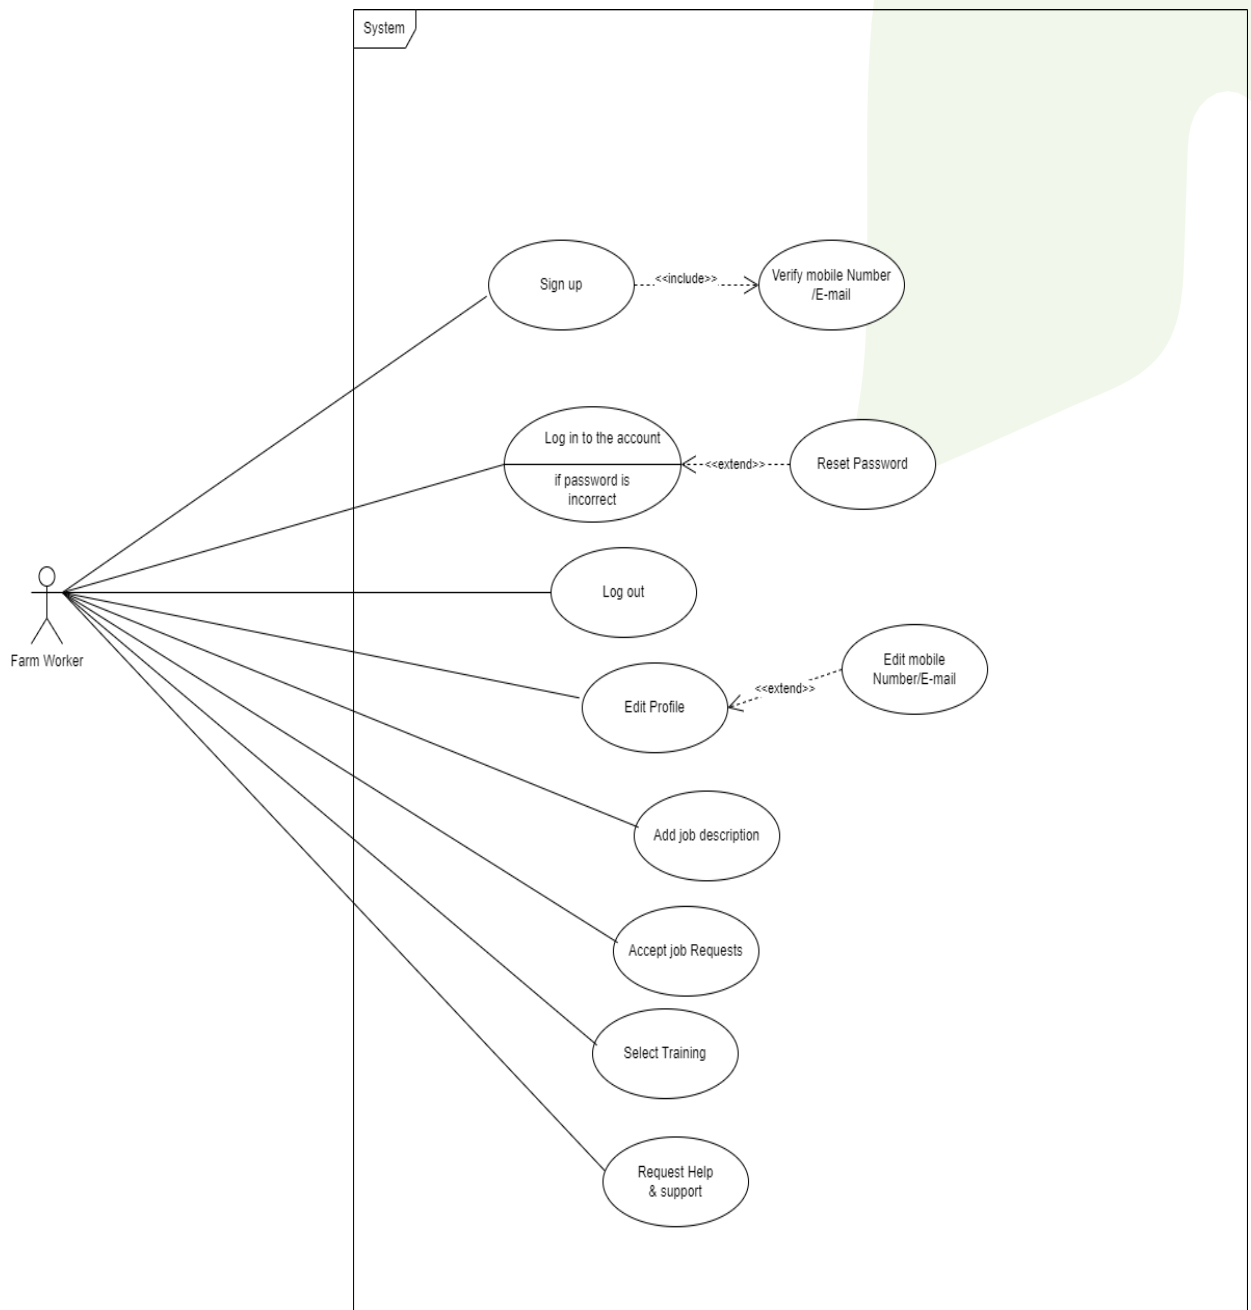 System
Sign up
<<include>>
Verify mobile Number
/E-mail
Log in to the account
if password is
incorrect
<<extend>>
Reset Password
Log out
Farm Worker
Edit Profile
<<extend>>
Edit mobile
Number/E-mail
Add job description
Accept job Requests
Select Training
Request Help
& support